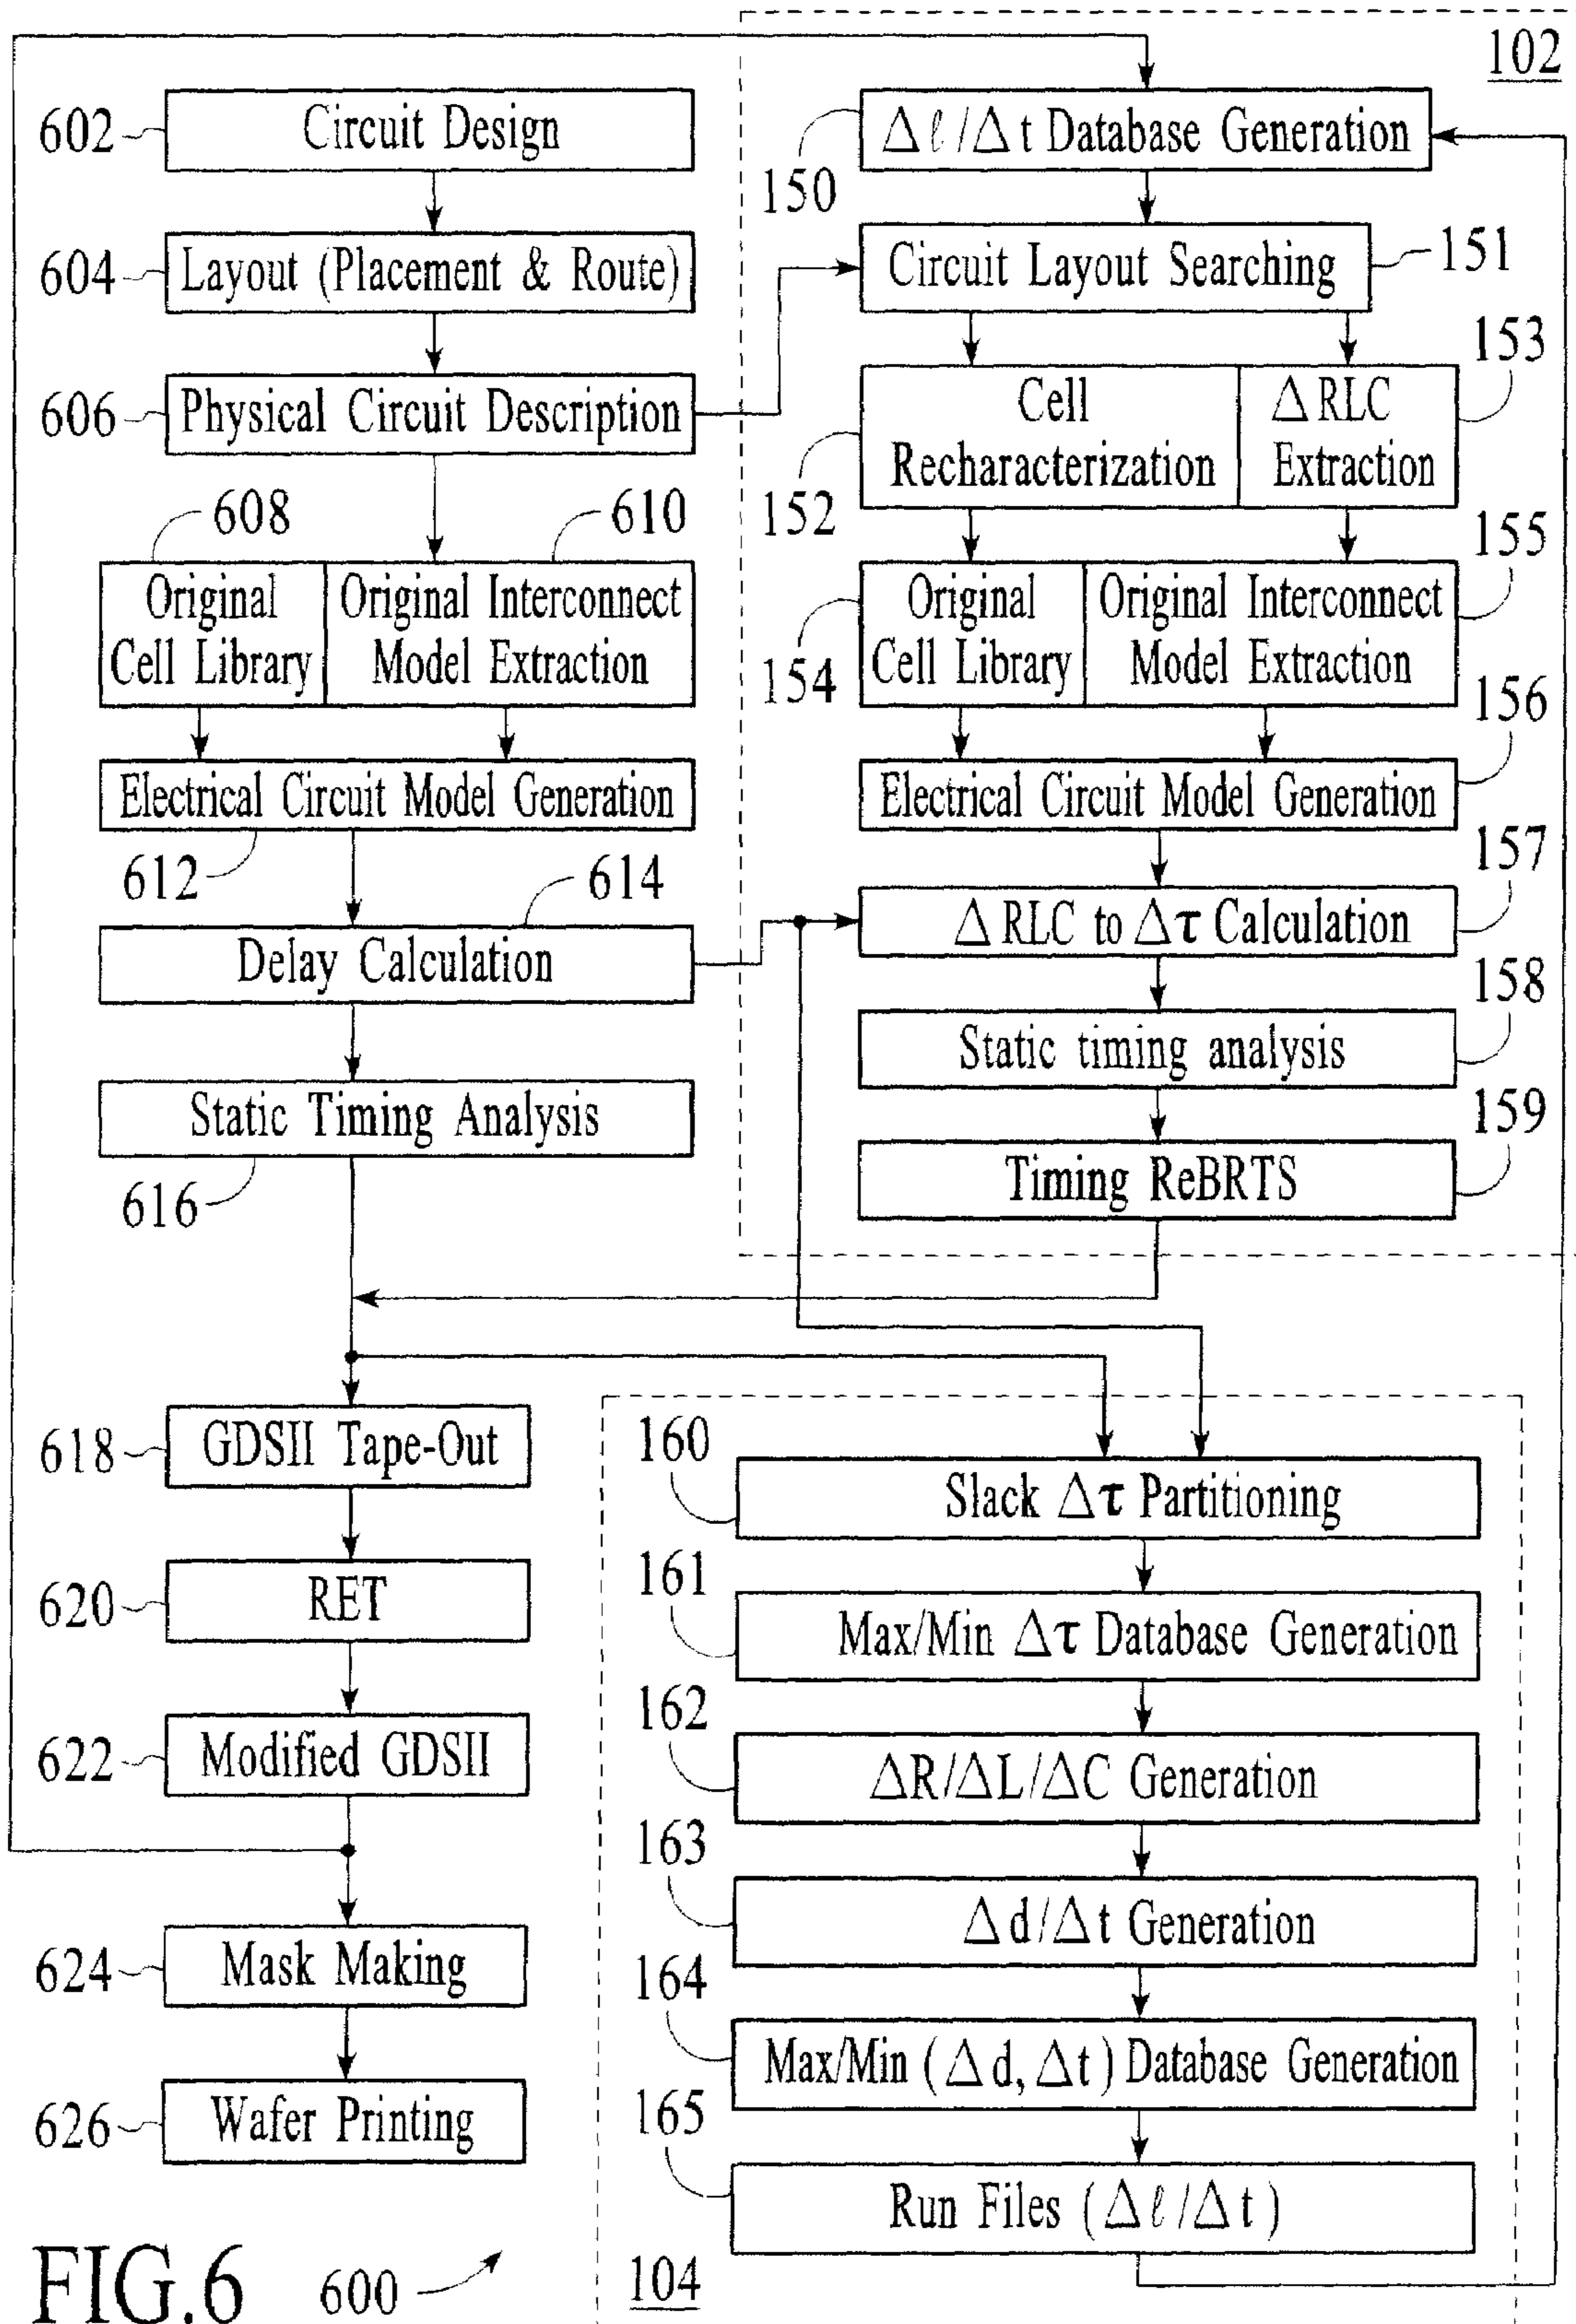 102
602
Circuit Design
604
Layout (Placement & Route)
606
Physical Circuit Description
608
610
Original
Cell Library
Original Interconnect
Model Extraction
Electrical Circuit Model Generation
612
614
Delay Calculation
Static Timing Analysis
616
618
GDSII Tape-Out
620
RET
622
Modified GDSII
624
Mask Making
626
Wafer Printing
Δℓ/Δt Database Generation
150
Circuit Layout Searching
151
153
Cell
Recharacterization
ΔRLC
Extraction
152
155
Original
Cell Library
Original Interconnect
Model Extraction
154
156
Electrical Circuit Model Generation
157
ΔRLC to Δτ Calculation
158
Static timing analysis
159
Timing ReBRTS
160
Slack Δτ Partitioning
161
Max/Min Δτ Database Generation
162
ΔR/ΔL/ΔC Generation
163
Δd/Δt Generation
164
Max/Min (Δd, Δt) Database Generation
165
Run Files (Δℓ/Δt)
104
FIG.6
600